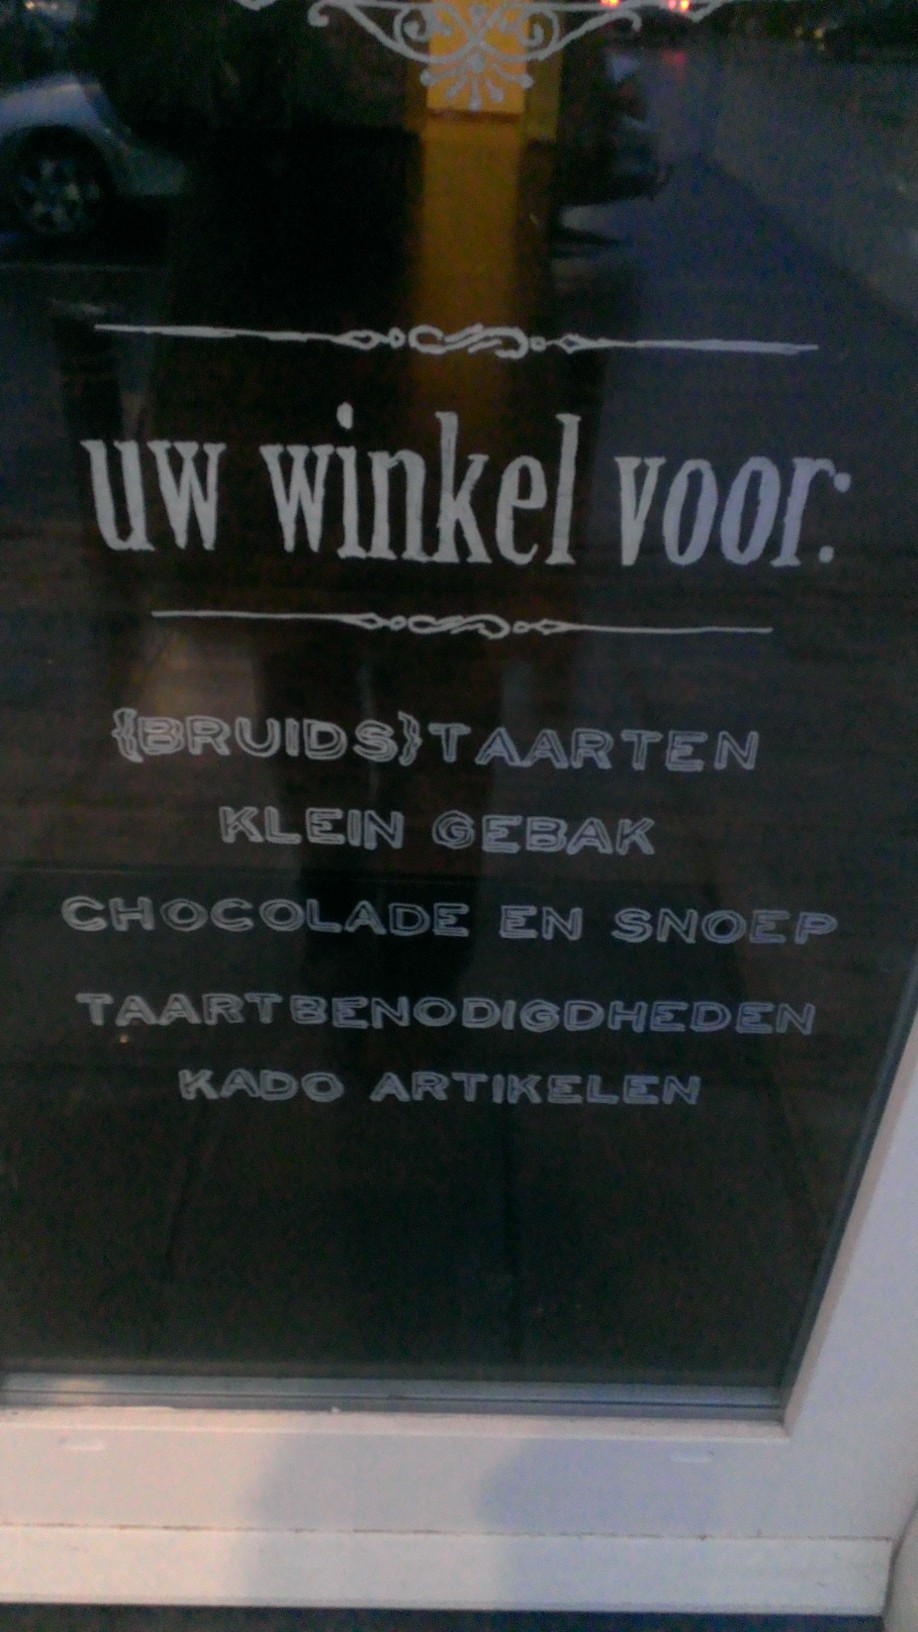 uw winkel voor:
{BRUIDS}TAARTEN
KLEIN GEBAK
CHOCOLADE EN SNOEP
TAARTBENODIGDHEDEN
KADO ARTIKELEN